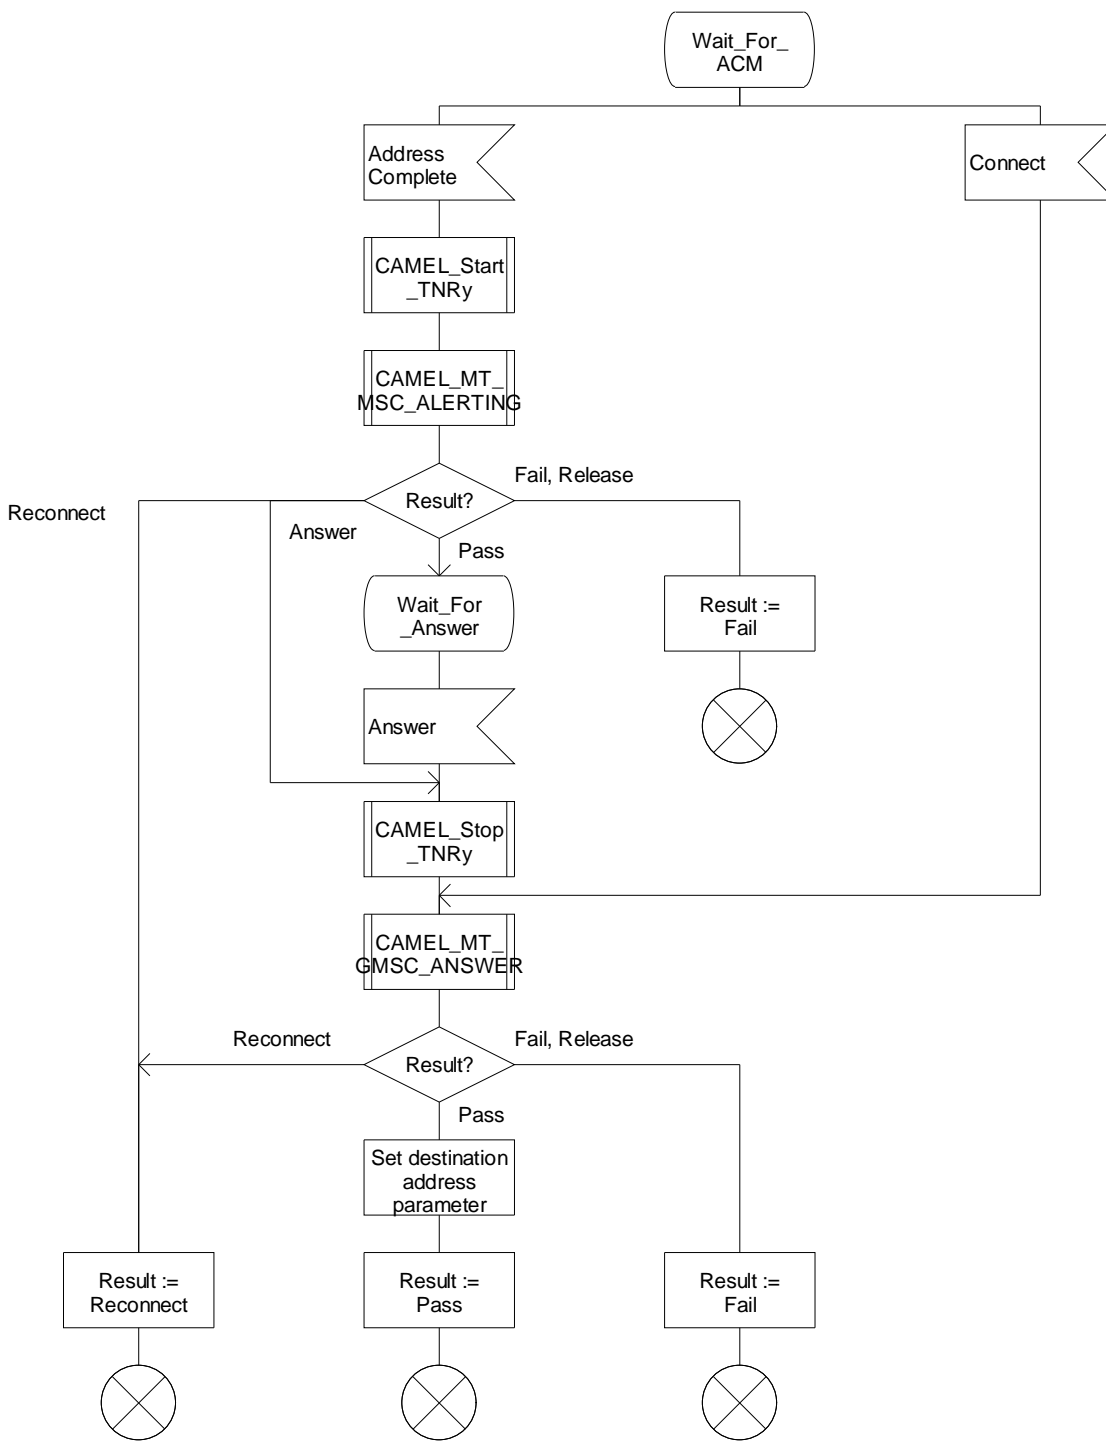 Wait_For_
ACM
Address
Complete
Connect
CAMEL_Start
_TNRy
CAMEL_MT_
MSC_ALERTING
Result?
Fail, Release
Reconnect
Answer
Pass
Wait_For
_Answer
Result :=
Fail
Answer
CAMEL_Stop
_TNRy
CAMEL_MT_
GMSC_ANSWER
Reconnect
Result?
Fail, Release
Pass
Set destination
address
parameter
Result :=
Reconnect
Result :=
Pass
Result :=
Fail